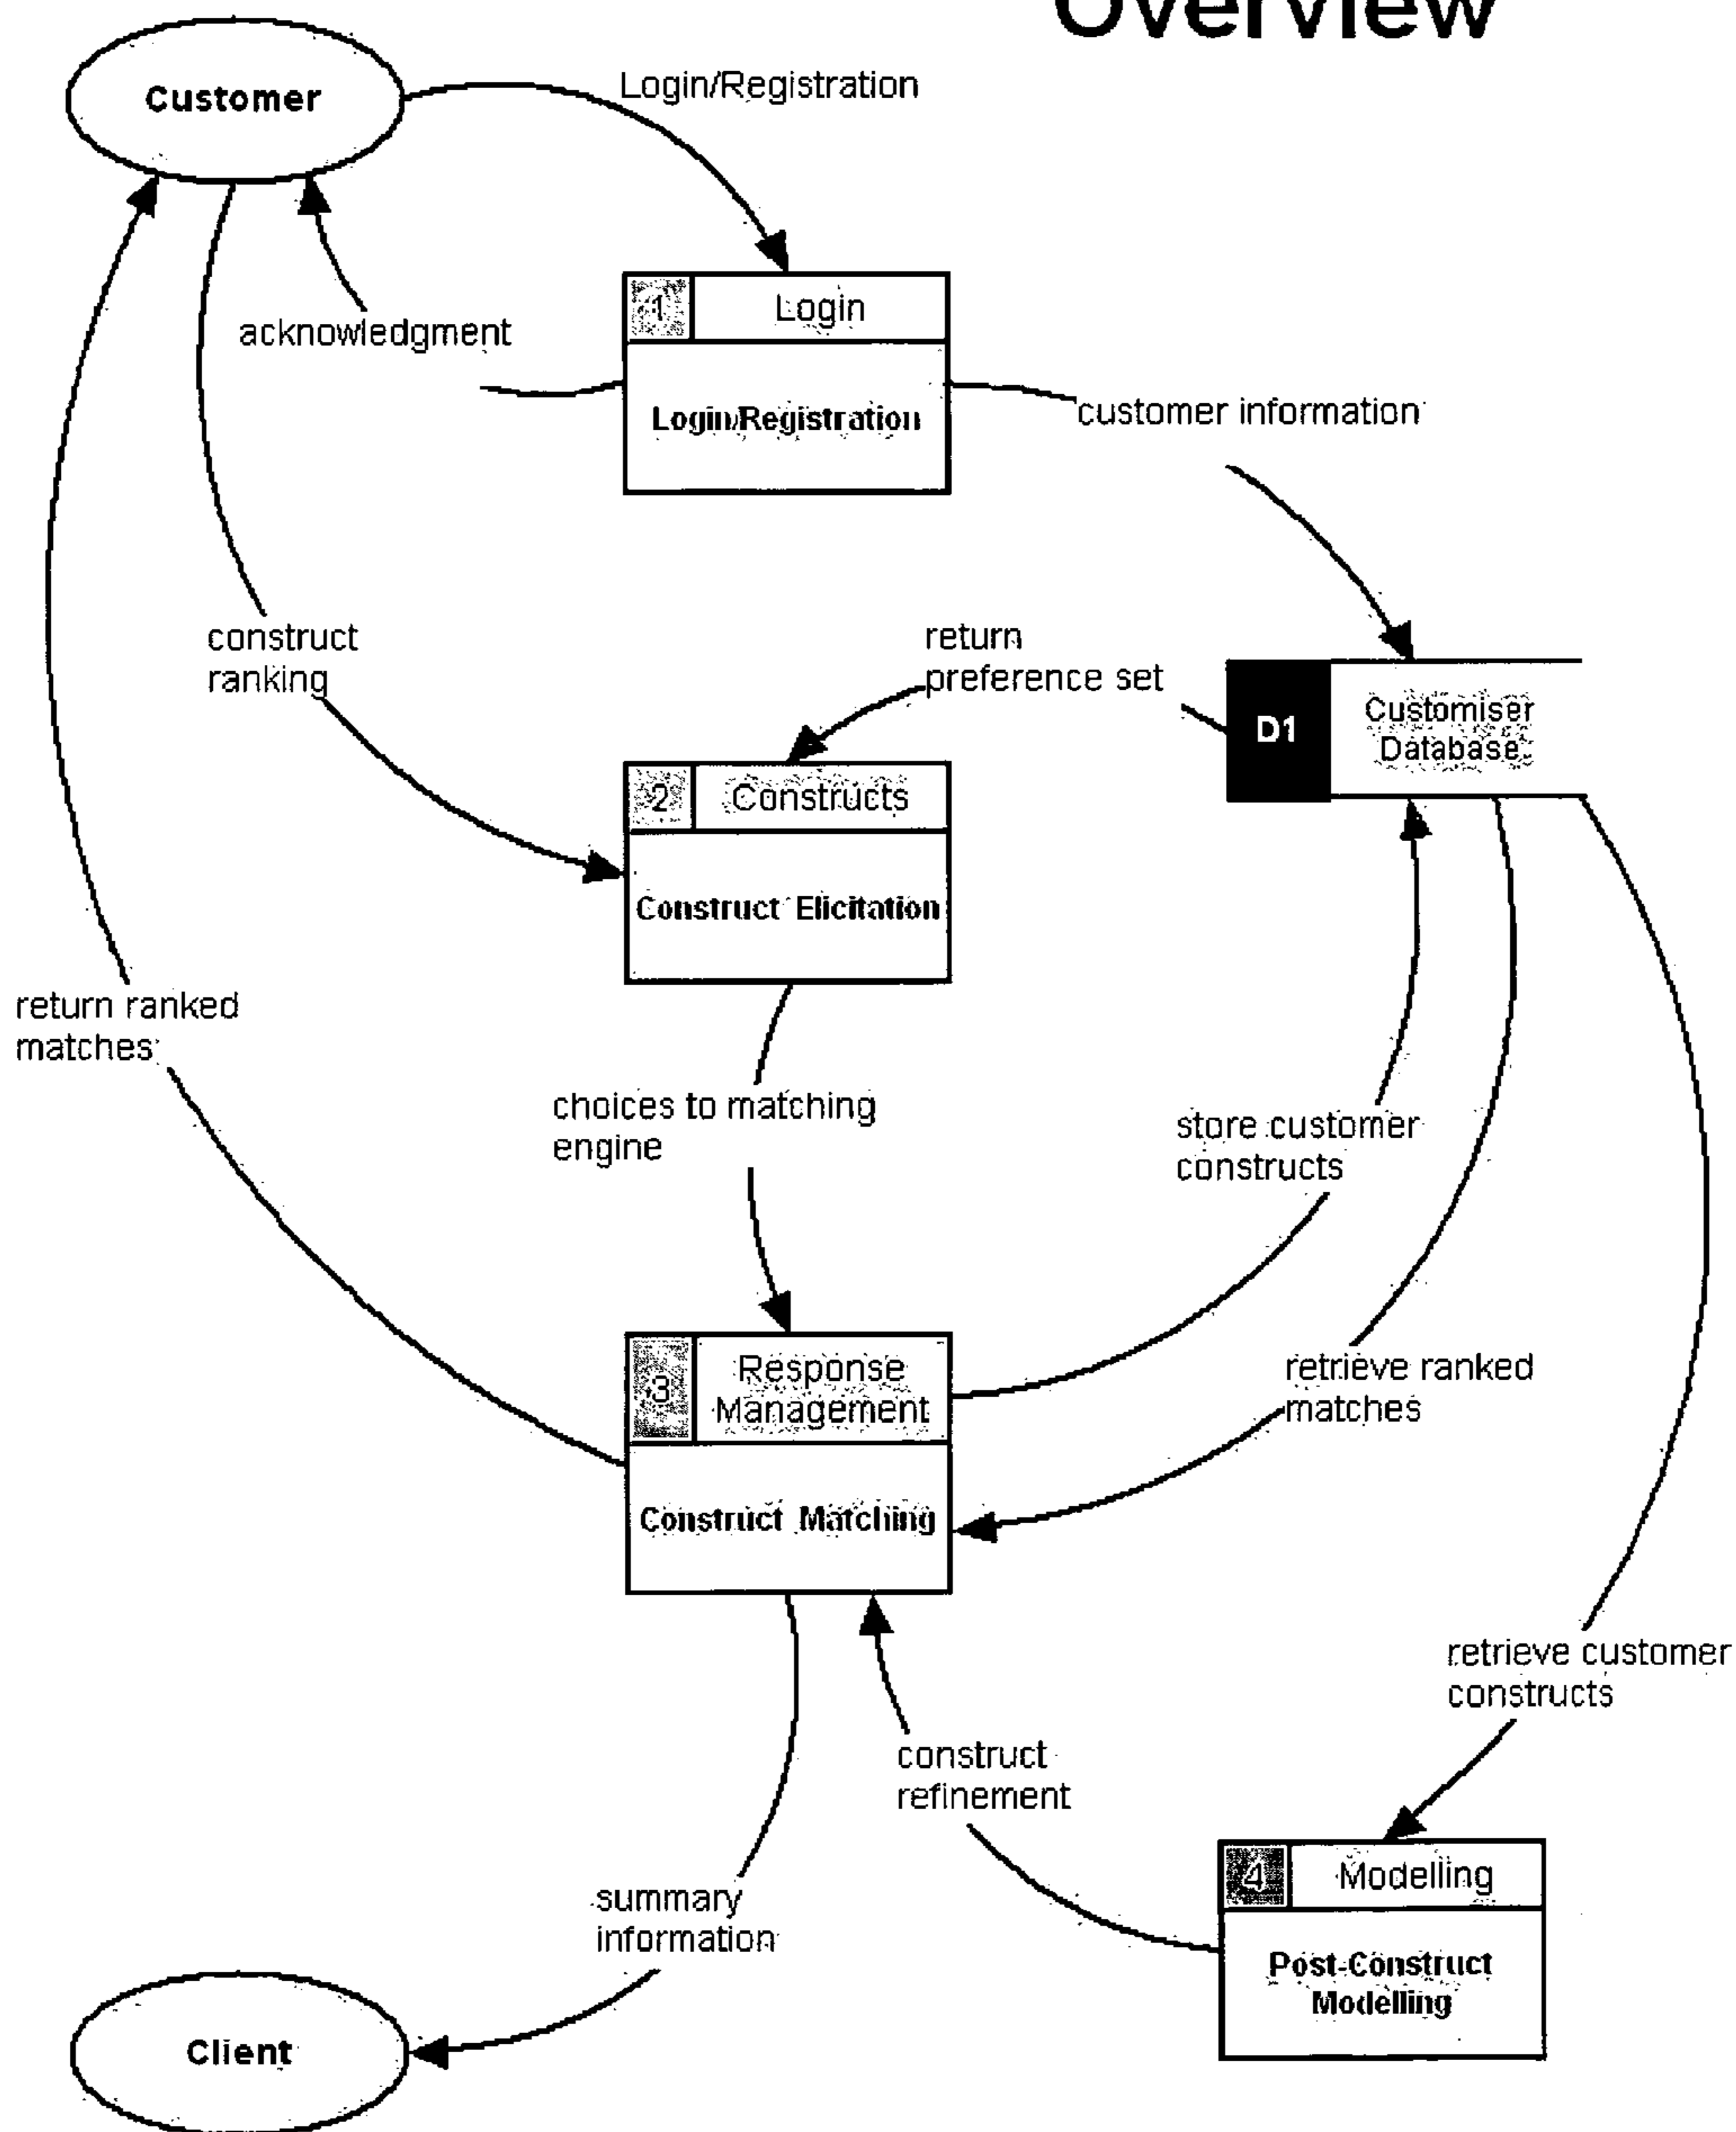 Overview
Customer
Login/Registration
1
Login
acknowledgment
Login/Registration
customer information
construct
ranking
return
preference set
D1
Customiser
Database
2
Constructs
Construct Elicitation
return ranked
matches
choices to matching
engine
store customer
constructs
3
Response
Management
retrieve ranked
matches
Construct Matching
retrieve customer
constructs
construct
refinement
4
Modelling
summary
information
Post-Construct
Modelling
Client